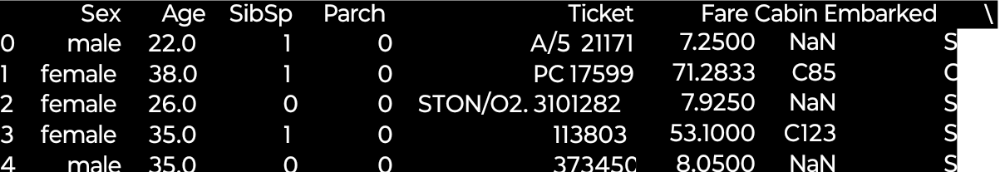 Sex Age SibSp Parch Ticket Fare Cabin Embarked \
0 male 22.0 1 0 A/5 21171 7.2500 NaN S
1 female 38.0 1 0 PC 17599 71.2833 C85 C
2 female 26.0 0 0 STON/O2. 3101282 7.9250 NaN S
3 female 35.0 1 0 113803 53.1000 C123 S
4 male 35.0 0 0 373450 8.0500 NaN S